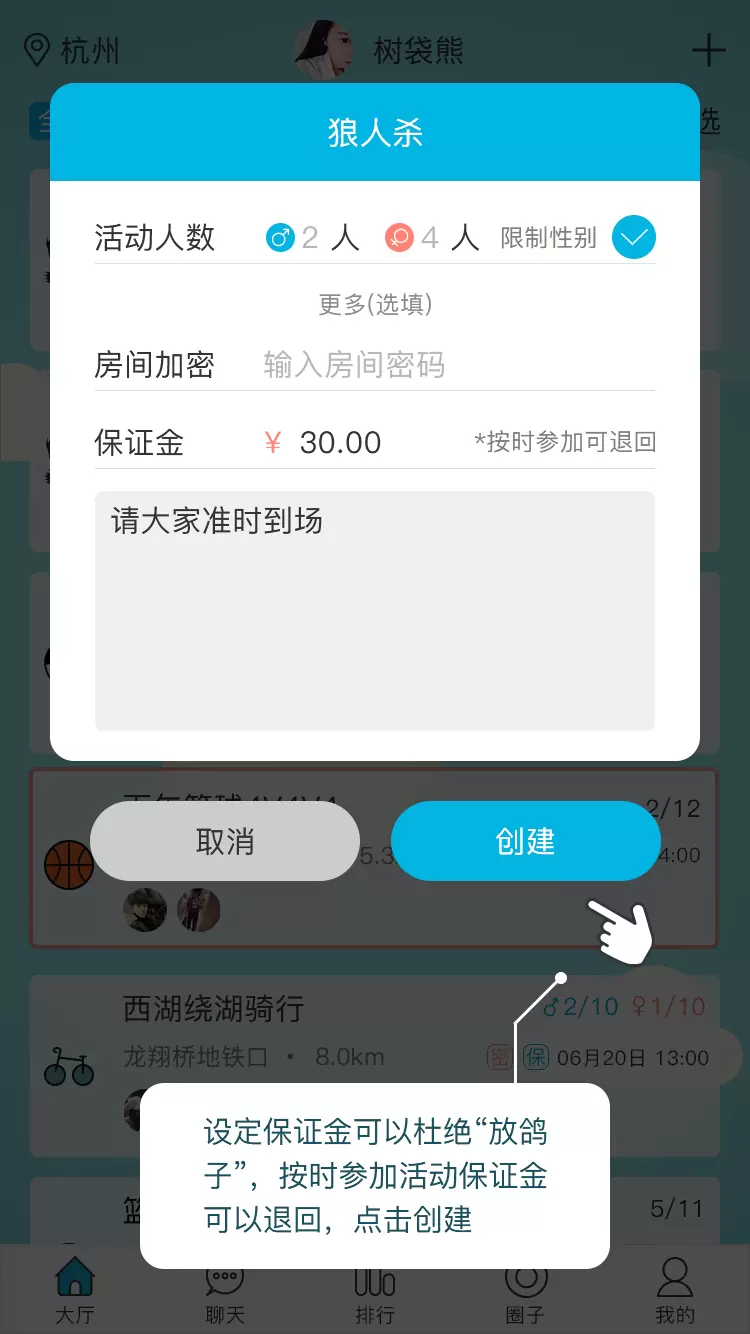 杭州
树袋熊
选
狼人杀
活动人数 2 人 4 人 限制性别
更多(选填)
房间加密 输入房间密码
保证金 ¥ 30.00 *按时参加可退回
请大家准时到场
2/12
取消
创建
5.3
4:00
西湖绕湖骑行 2/10 1/10
龙翔桥地铁口 · 8.0km 密 保 06月20日 13:00
设定保证金可以杜绝“放鸽
子”，按时参加活动保证金
可以退回，点击创建
篮
5/11
大厅 聊天 排行 圈子 我的